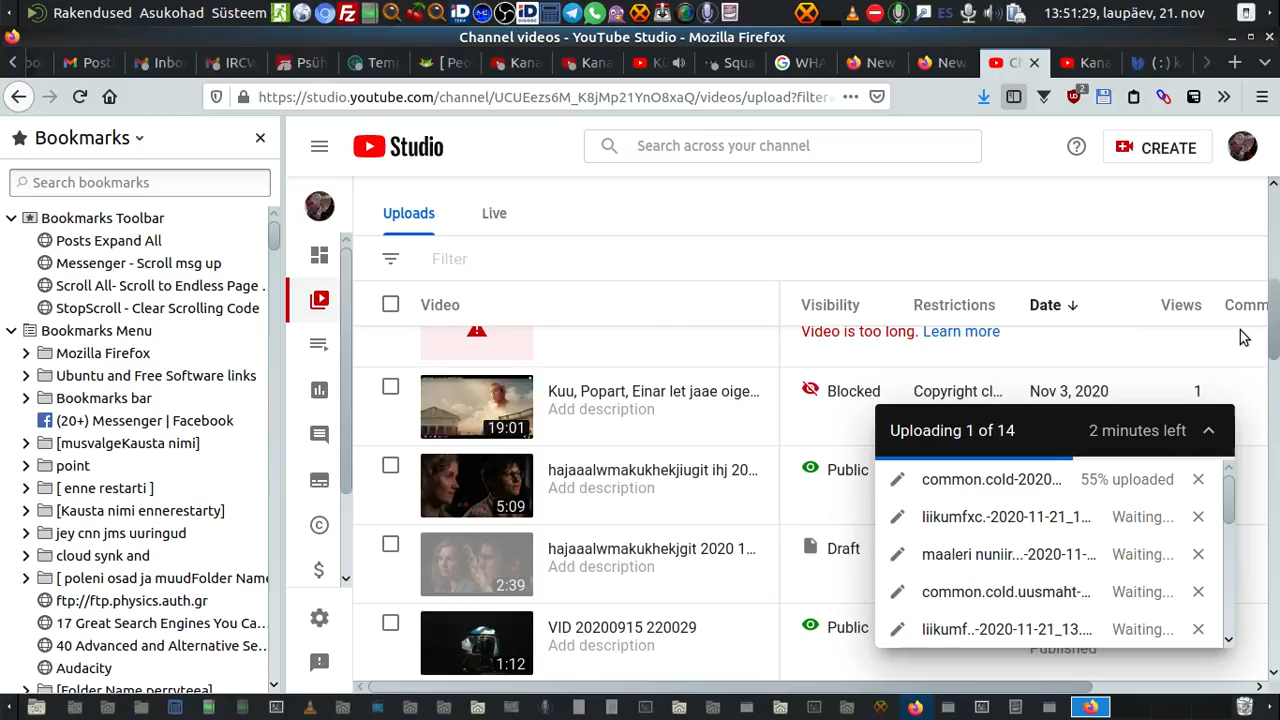 Rakendused Asukohad Süsteem
ES
13:51:29, laupäev, 21. nov
Channel videos - YouTube Studio - Mozilla Firefox
Posti
Inbo
IRCW
Psüh
Temp
[ Peo
Kana
Kana
Kü
Squa
WHA
New
New
Ch
Kana
( :) k
https://studio.youtube.com/channel/UCUEezs6M_K8jMp21YnO8xaQ/videos/upload?filter=
2
Bookmarks
Search bookmarks
Bookmarks Toolbar
Posts Expand All
Messenger - Scroll msg up
Scroll All- Scroll to Endless Page ..
StopScroll - Clear Scrolling Code
Bookmarks Menu
Mozilla Firefox
Ubuntu and Free Software links
Bookmarks bar
(20+) Messenger | Facebook
[musvalgeKausta nimi]
point
[ enne restarti ]
[Kausta nimi ennerestarty]
jey cnn jms uuringud
cloud synk and
[ poleni osad ja muudFolder Name
ftp://ftp.physics.auth.gr
17 Great Search Engines You Ca...
40 Advanced and Alternative Se...
Audacity
[Folder Name perryteea]
Studio
Search across your channel
CREATE
Uploads
Live
Filter
Video
Visibility
Restrictions
Date
Views
Comm
Video is too long. Learn more
Kuu, Popart, Einar let jaae oige...
Add description
19:01
Blocked
Copyright cl...
Nov 3, 2020
1
hajaaalwmakukhekjiugit ihj 20...
Add description
5:09
Public
hajaaalwmakukhekjgit 2020 1...
Add description
2:39
Draft
VID 20200915 220029
Add description
1:12
Public
Published
Uploading 1 of 14
2 minutes left
common.cold-2020...
55% uploaded
liikumfxc.-2020-11-21_1...
Waiting...
maaleri nuniir...-2020-11-...
Waiting...
common.cold.uusmaht-...
Waiting...
liikumf..-2020-11-21_13....
Waiting...